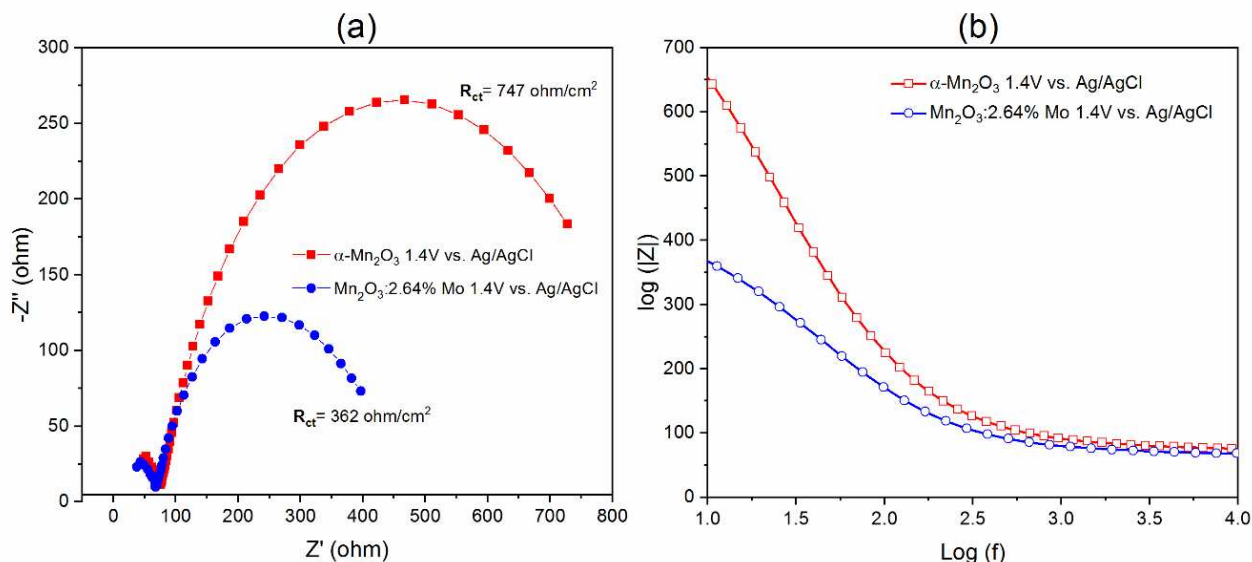 (a)
300
250
200
150
100
50
0
-Z'' (ohm)
R_ct= 747 ohm/cm²
α-Mn₂O₃ 1.4V vs. Ag/AgCl
Mn₂O₃:2.64% Mo 1.4V vs. Ag/AgCl
R_ct= 362 ohm/cm²
0 100 200 300 400 500 600 700 800
Z' (ohm)
(b)
700
600
500
400
300
200
100
0
log (|Z|)
α-Mn₂O₃ 1.4V vs. Ag/AgCl
Mn₂O₃:2.64% Mo 1.4V vs. Ag/AgCl
1.0 1.5 2.0 2.5 3.0 3.5 4.0
Log (f)